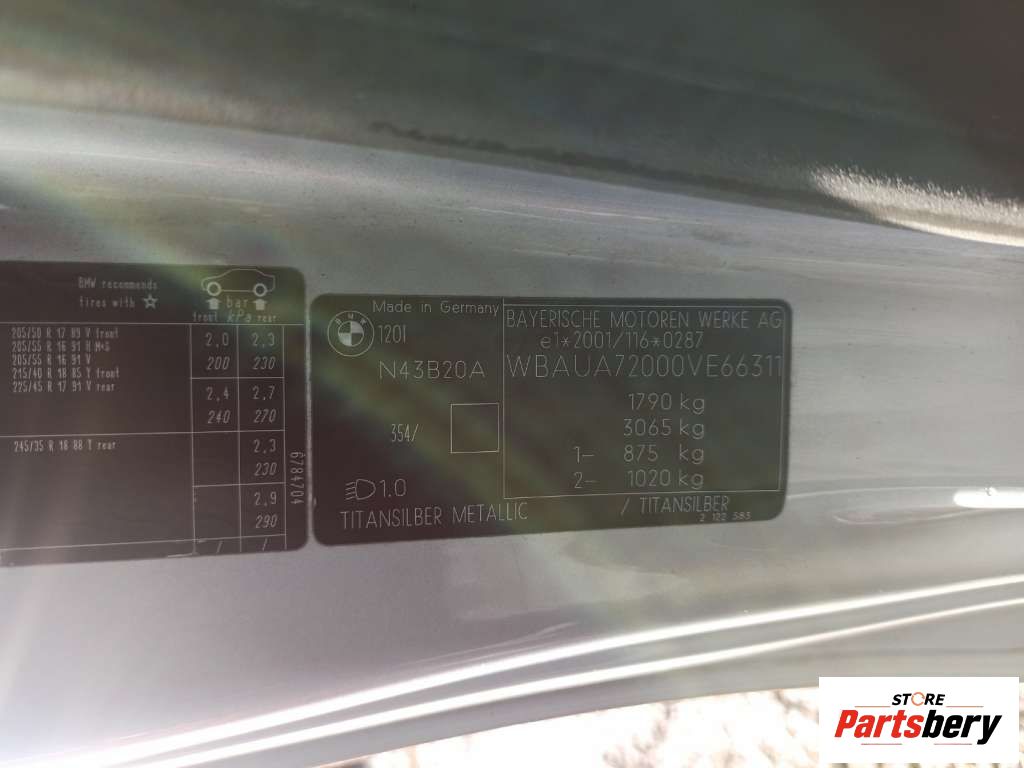 BMW recommends
tires with
bar
front kPa rear
205/50 R 17 89 V front
205/55 R 16 91 H M+S
205/55 R 16 91 V
215/40 R 18 85 Y front
225/45 R 17 91 V rear
2,0 2,3
200 230
2,4 2,7
240 270
245/35 R 18 88 Y rear
2,3
230
2,9
290
/ /
6784704
Made in Germany
BMW
120I
N43B20A
354/
1.0
TITANSILBER METALLIC
BAYERISCHE MOTOREN WERKE AG
e1*2001/116*0287
WBAUA72000VE66311
1790 kg
3065 kg
1- 875 kg
2- 1020 kg
/ TITANSILBER
2 122 583
STORE
Partsbery